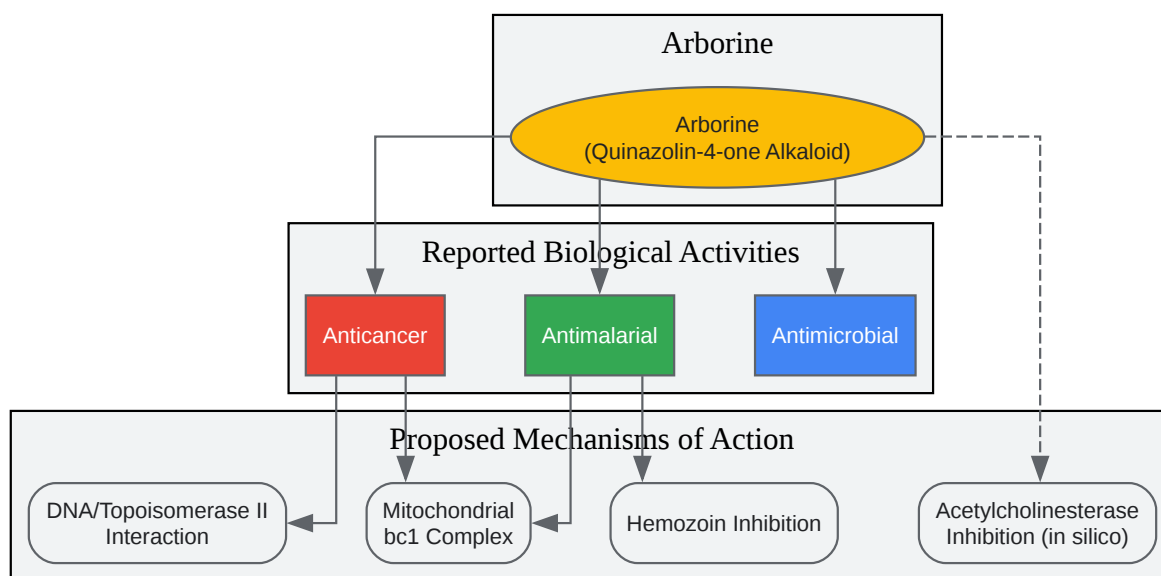 Arborine
Arborine
(Quinazolin-4-one Alkaloid)
Reported Biological Activities
Anticancer
Antimalarial
Antimicrobial
Proposed Mechanisms of Action
DNA/Topoisomerase II
Interaction
Mitochondrial
bc1 Complex
Hemozoin Inhibition
Acetylcholinesterase
Inhibition (in silico)